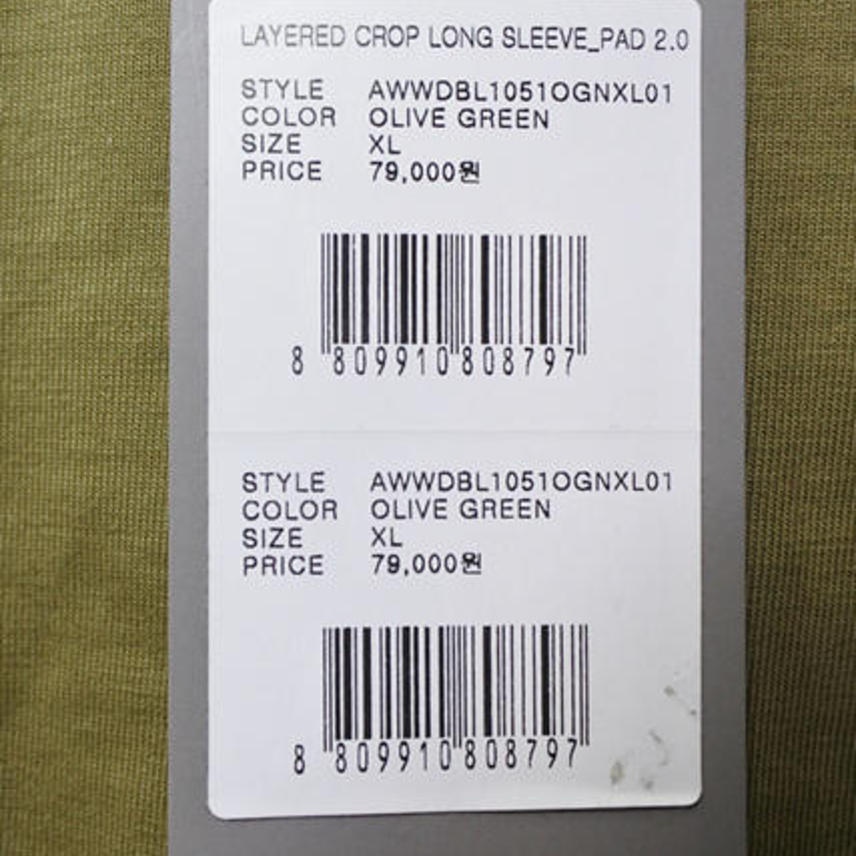 LAYERED CROP LONG SLEEVE_PAD 2.0
STYLE AWWDBL1051OGNXL01
COLOR OLIVE GREEN
SIZE XL
PRICE 79,000원
8 809910 808797
STYLE AWWDBL1051OGNXL01
COLOR OLIVE GREEN
SIZE XL
PRICE 79,000원
8 809910 808797